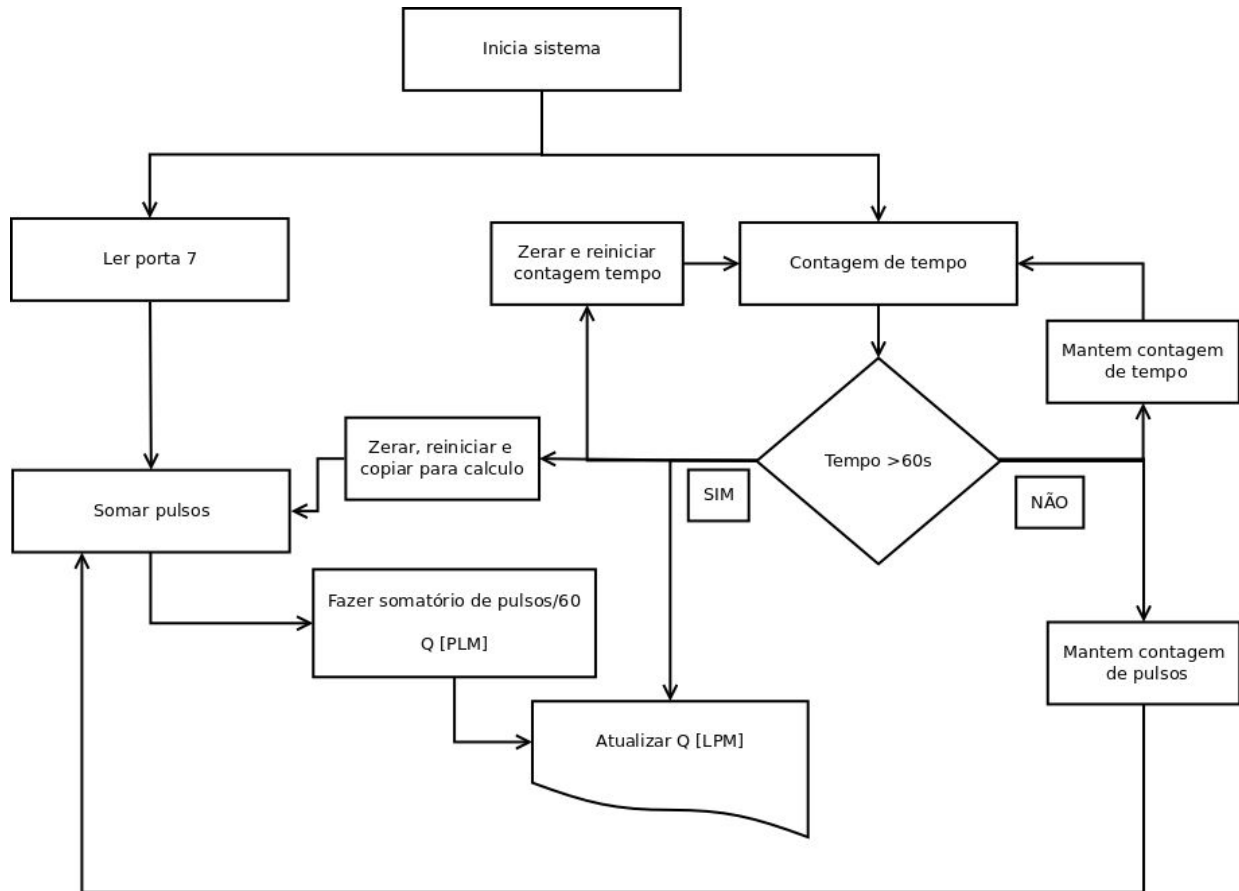 Inicia sistema
Ler porta 7
Zerar e reiniciar
contagem tempo
Contagem de tempo
Mantem contagem
de tempo
Zerar, reiniciar e
copiar para calculo
Tempo >60s
SIM
NÃO
Somar pulsos
Fazer somatório de pulsos/60
Q [PLM]
Mantem contagem
de pulsos
Atualizar Q [LPM]